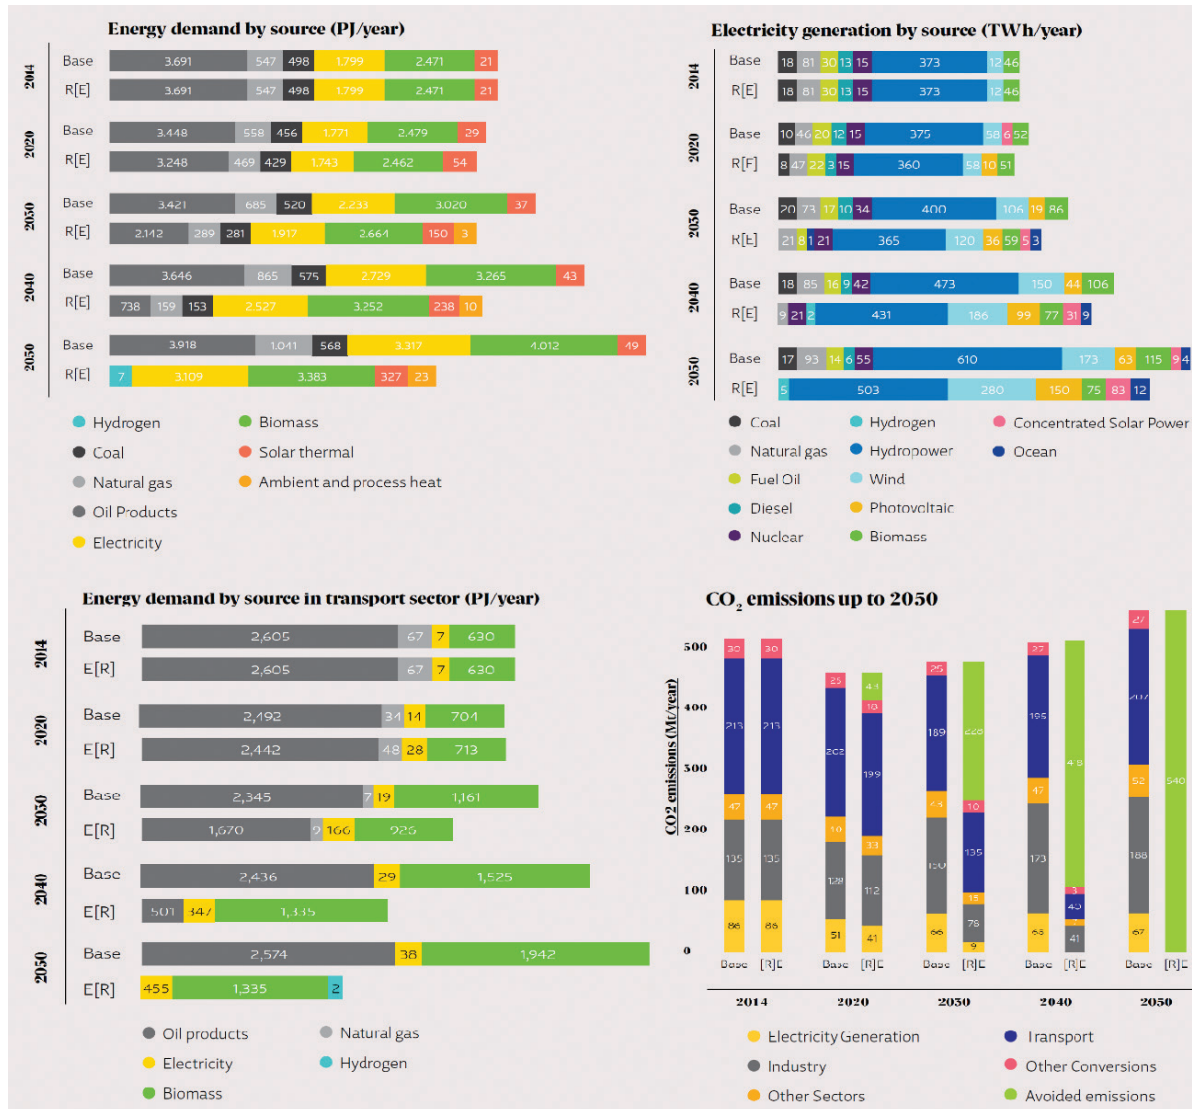 Energy demand by source (PJ/year)
2014
Base 3.691 547 498 1.799 2.471 21
R[E] 3.691 547 498 1.799 2.471 21
2020
Base 3.448 558 456 1.771 2.479 29
R[E] 3.248 469 429 1.743 2.462 54
2030
Base 3.421 685 520 2.233 3.020 37
R[E] 2.142 289 281 1.917 2.664 150 3
2040
Base 3.646 865 575 2.729 3.265 43
R[E] 738 159 153 2.527 3.252 238 10
2050
Base 3.918 1.041 568 3.317 4.012 49
R[E] 7 3.109 3.383 327 23
Hydrogen
Coal
Natural gas
Oil Products
Electricity
Biomass
Solar thermal
Ambient and process heat
Electricity generation by source (TWh/year)
2014
Base 18 81 30 13 15 373 12 46
R[E] 18 81 30 13 15 373 12 46
2020
Base 10 46 20 12 15 375 58 6 52
R[E] 8 47 22 3 15 360 58 10 51
2030
Base 20 73 17 10 34 400 106 19 86
R[E] 21 8 1 21 365 120 36 59 5 3
2040
Base 18 85 16 9 42 473 150 44 106
R[E] 9 21 2 431 186 99 77 31 9
2050
Base 17 93 14 6 55 610 173 63 115 9 4
R[E] 5 503 280 150 75 83 12
Coal
Natural gas
Fuel Oil
Diesel
Nuclear
Hydrogen
Hydropower
Wind
Photovoltaic
Biomass
Concentrated Solar Power
Ocean
Energy demand by source in transport sector (PJ/year)
2014
Base 2,605 67 7 630
E[R] 2,605 67 7 630
2020
Base 2,492 34 14 704
E[R] 2,442 48 28 713
2030
Base 2,345 7 19 1,161
E[R] 1,670 9 166 926
2040
Base 2,436 29 1,525
E[R] 501 347 1,335
2050
Base 2,574 38 1,942
E[R] 455 1,335 2
Oil products
Electricity
Biomass
Natural gas
Hydrogen
CO2 emissions up to 2050
CO2 emissions (Mt/year)
500
400
300
200
100
0
30 213 47 135 86
30 213 47 135 86
25 202 128 51
43 199 33 112 41
25 189 66
228 10 135 78 9
27 195 47 173
3 40 41
27 207 52 188 67
540
Base [R]E Base [R]E Base [R]E Base [R]E Base [R]E
2014 2020 2030 2040 2050
Electricity Generation
Industry
Other Sectors
Transport
Other Conversions
Avoided emissions